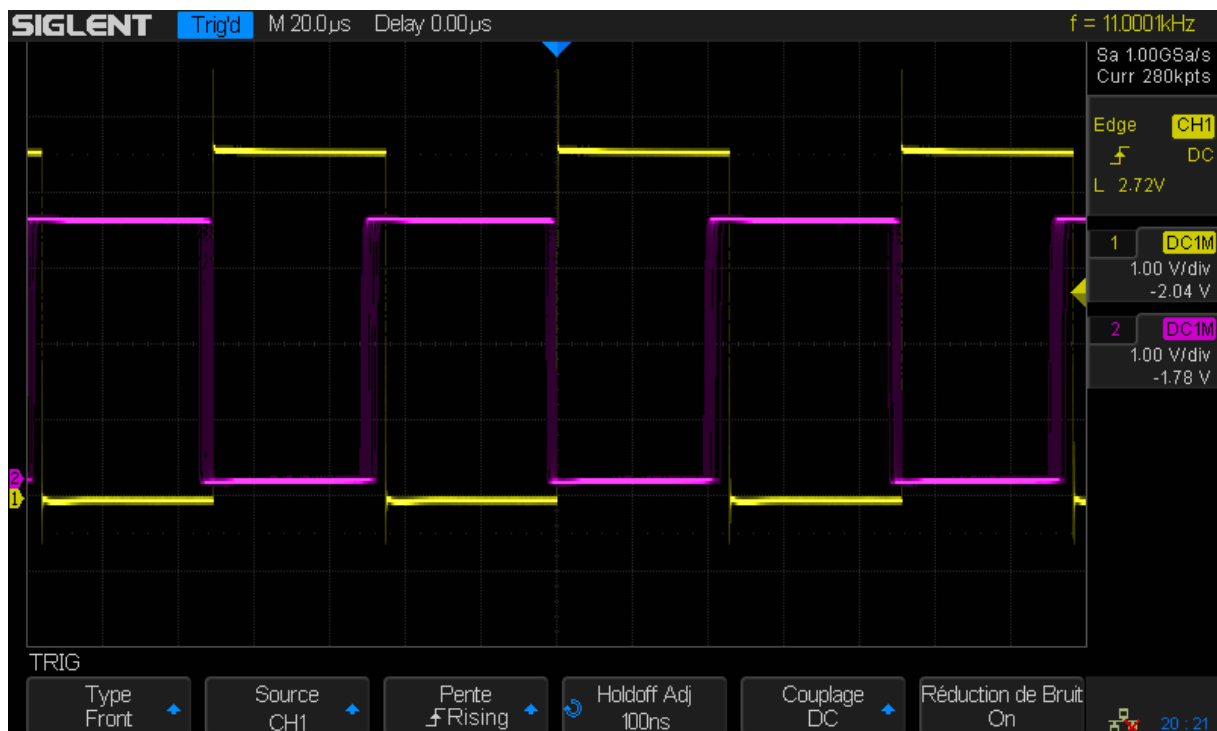 SIGLENT Trig'd M 20.0µs Delay 0.00µs f = 11.0001kHz
Sa 1.00GSa/s
Curr 280kpts
Edge CH1
DC
L 2.72V
1 DC1M
1.00 V/div
-2.04 V
2 DC1M
1.00 V/div
-1.78 V
2
1
TRIG
Type Source Pente Holdoff Adj Couplage Réduction de Bruit
Front CH1 Rising 100ns DC On
20 : 21